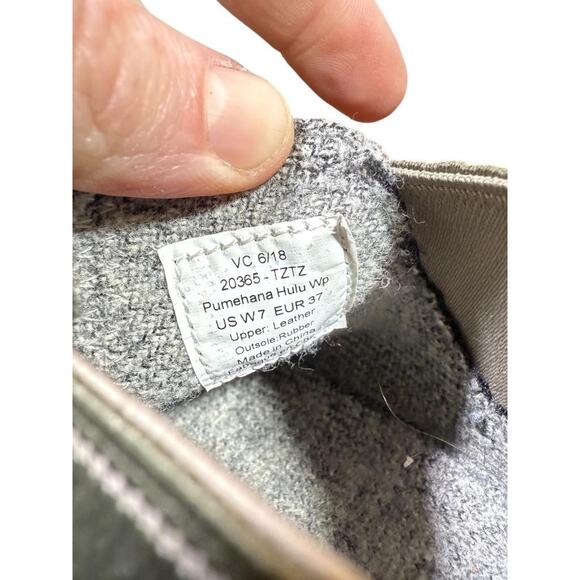 VC 6/18
20365 - TZTZ
Pumehana Hulu Wp
US W7 EUR 37
Upper: Leather
Outsole:Rubber
Made in China